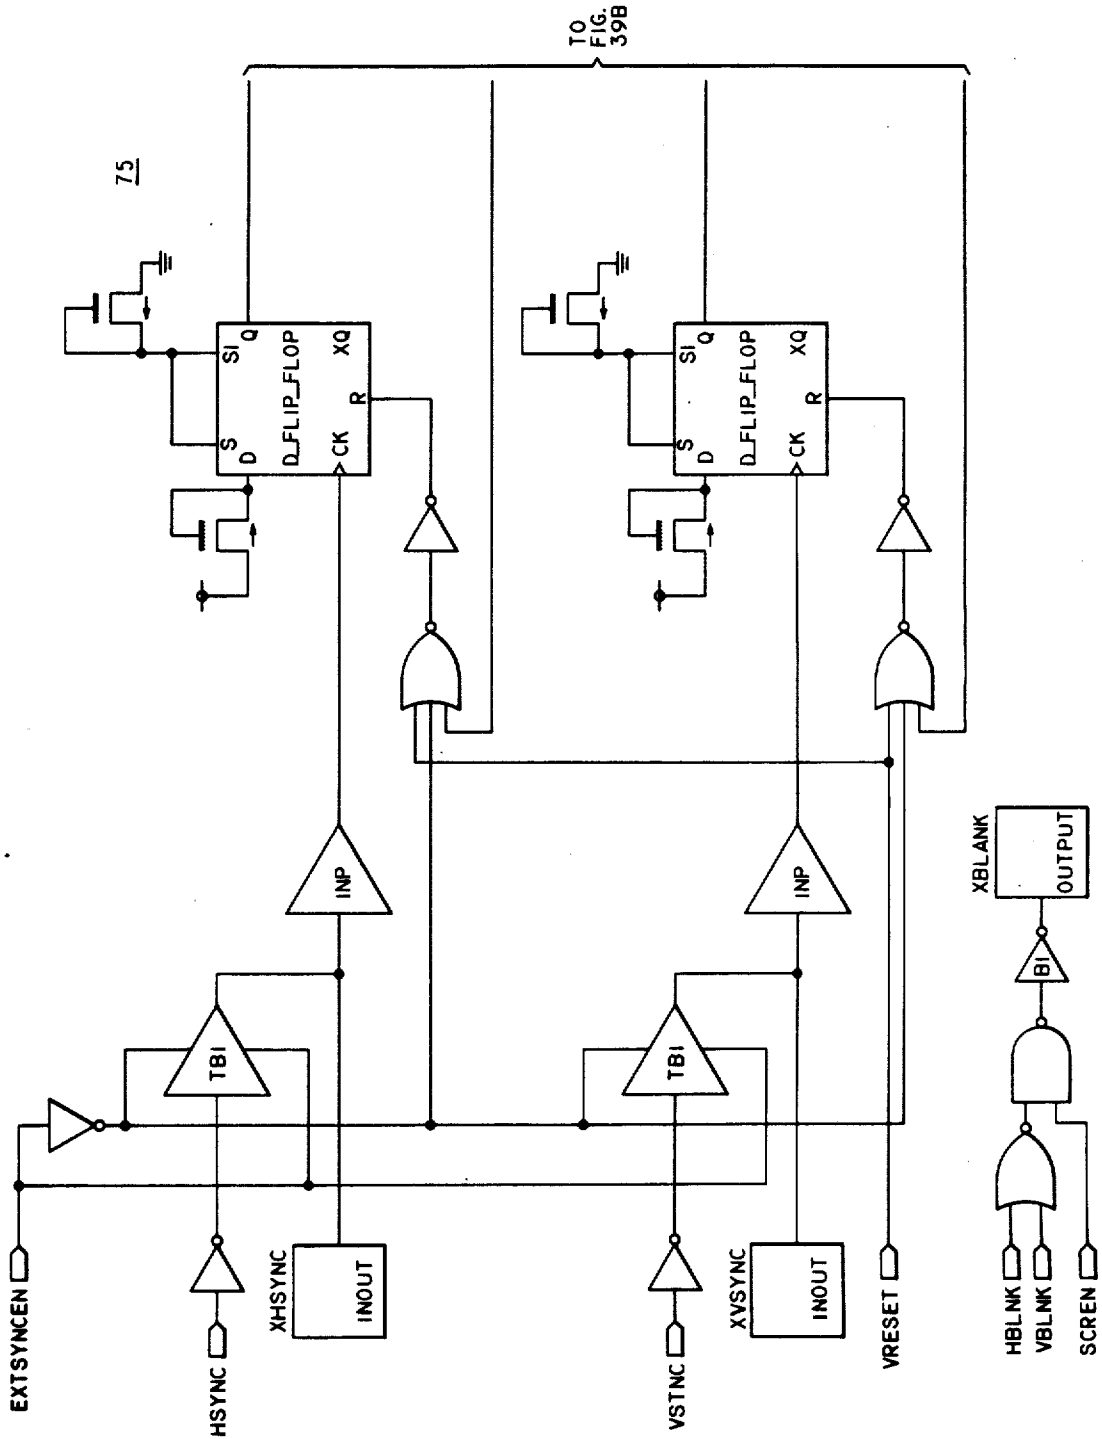 EXTSYNCEN
HSYNC
XHSYNC
INOUT
VSTNC
XVSYNC
INOUT
VRESET
HBLNK
VBLNK
SCREN
TBI
TBI
INP
INP
BI
XBLANK
OUTPUT
S
SI
D
Q
D_FLIP_FLOP
CK
XQ
R
S
SI
D
Q
D_FLIP_FLOP
CK
XQ
R
75
TO
FIG.
39B